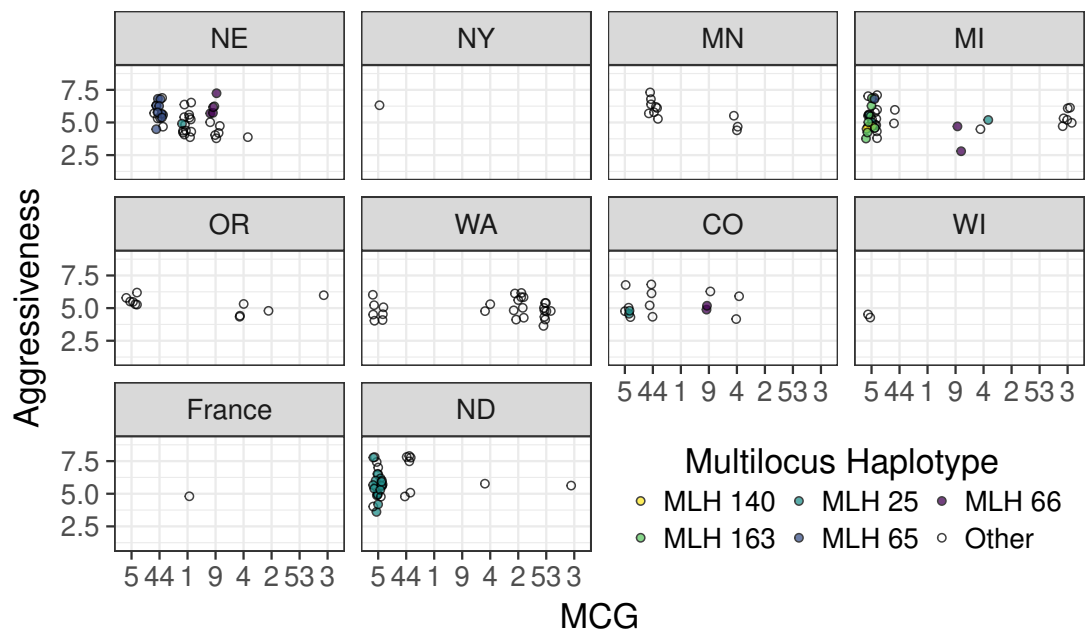 NE NY MN MI
7.5
5.0
2.5
OR WA CO WI
7.5
5.0
2.5
5 44 1 9 4 2 53 3 5 44 1 9 4 2 53 3
France ND
7.5
5.0
2.5
5 44 1 9 4 2 53 3 5 44 1 9 4 2 53 3
Aggressiveness
MCG
Multilocus Haplotype
MLH 140 MLH 25 MLH 66
MLH 163 MLH 65 Other